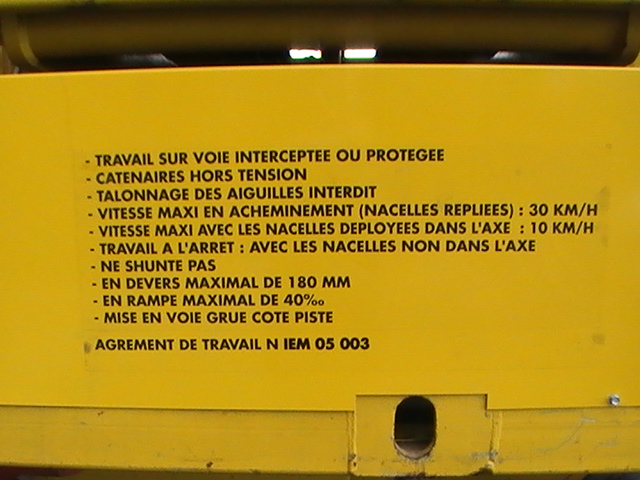 - TRAVAIL SUR VOIE INTERCEPTEE OU PROTEGEE
- CATENAIRES HORS TENSION
- TALONNAGE DES AIGUILLES INTERDIT
- VITESSE MAXI EN ACHEMINEMENT (NACELLES REPLIEES) : 30 KM/H
- VITESSE MAXI AVEC LES NACELLES DEPLOYEES DANS L'AXE : 10 KM/H
- TRAVAIL A L'ARRET : AVEC LES NACELLES NON DANS L'AXE
- NE SHUNTE PAS
- EN DEVERS MAXIMAL DE 180 MM
- EN RAMPE MAXIMAL DE 40‰
- MISE EN VOIE GRUE COTE PISTE
AGREMENT DE TRAVAIL N IEM 05 003